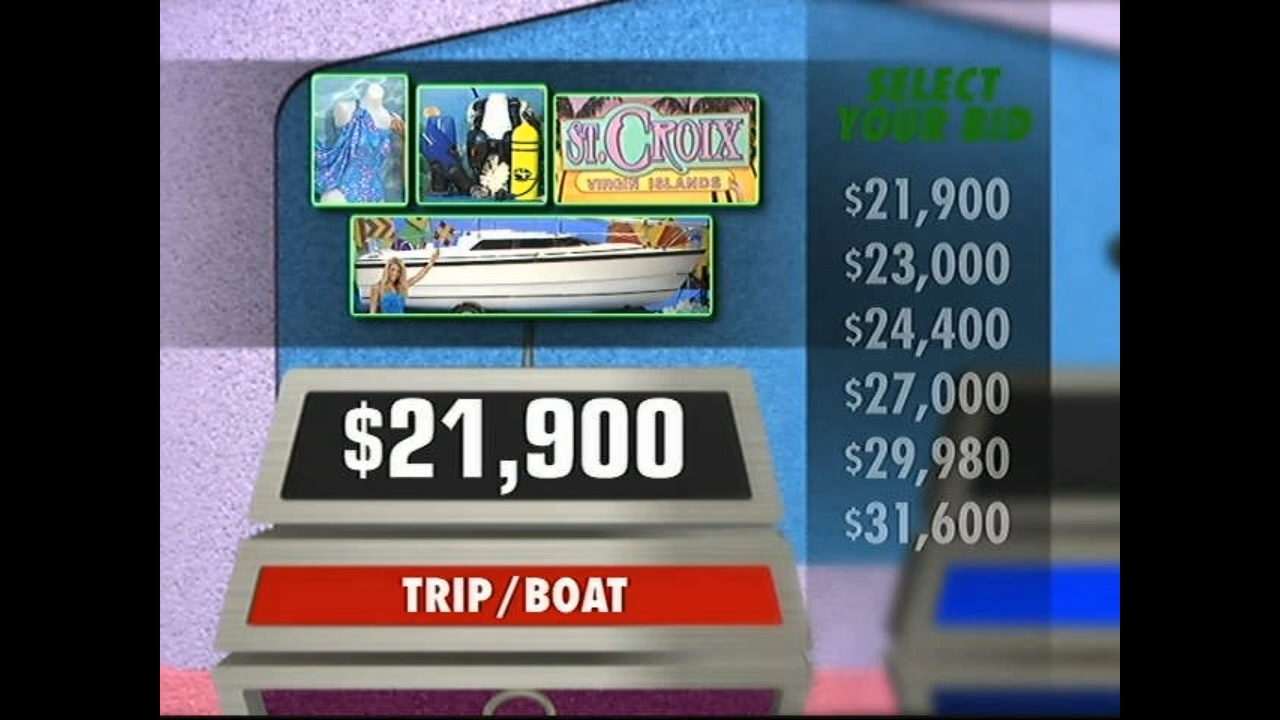 SELECT
YOUR BID
ST. CROIX
VIRGIN ISLANDS
$21,900
$23,000
$24,400
$27,000
$29,980
$31,600
$21,900
TRIP/BOAT